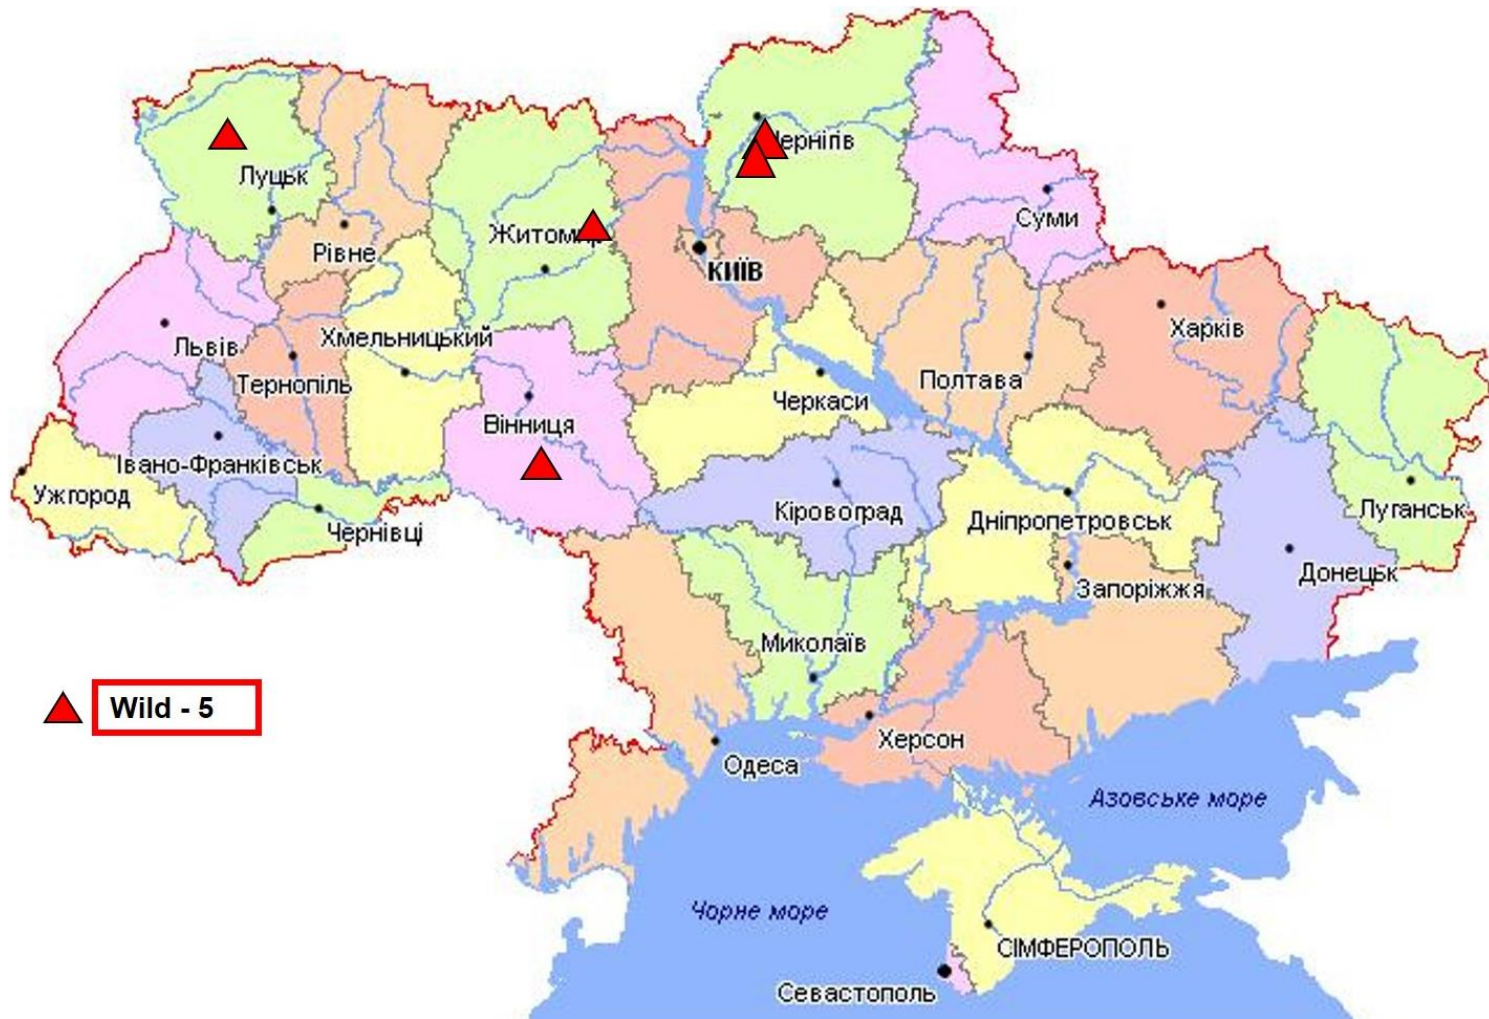 Чернігів
Луцьк
Суми
Житомир
Рівне
КИЇВ
Харків
Хмельницький
Львів
Тернопіль
Полтава
Черкаси
Вінниця
Івано-Франківськ
Ужгород
Кіровоград
Дніпропетровськ
Луганськ
Чернівці
Донецьк
Запоріжжя
Миколаїв
Wild - 5
Херсон
Одеса
Азовське море
Чорне море
СІМФЕРОПОЛЬ
Севастополь